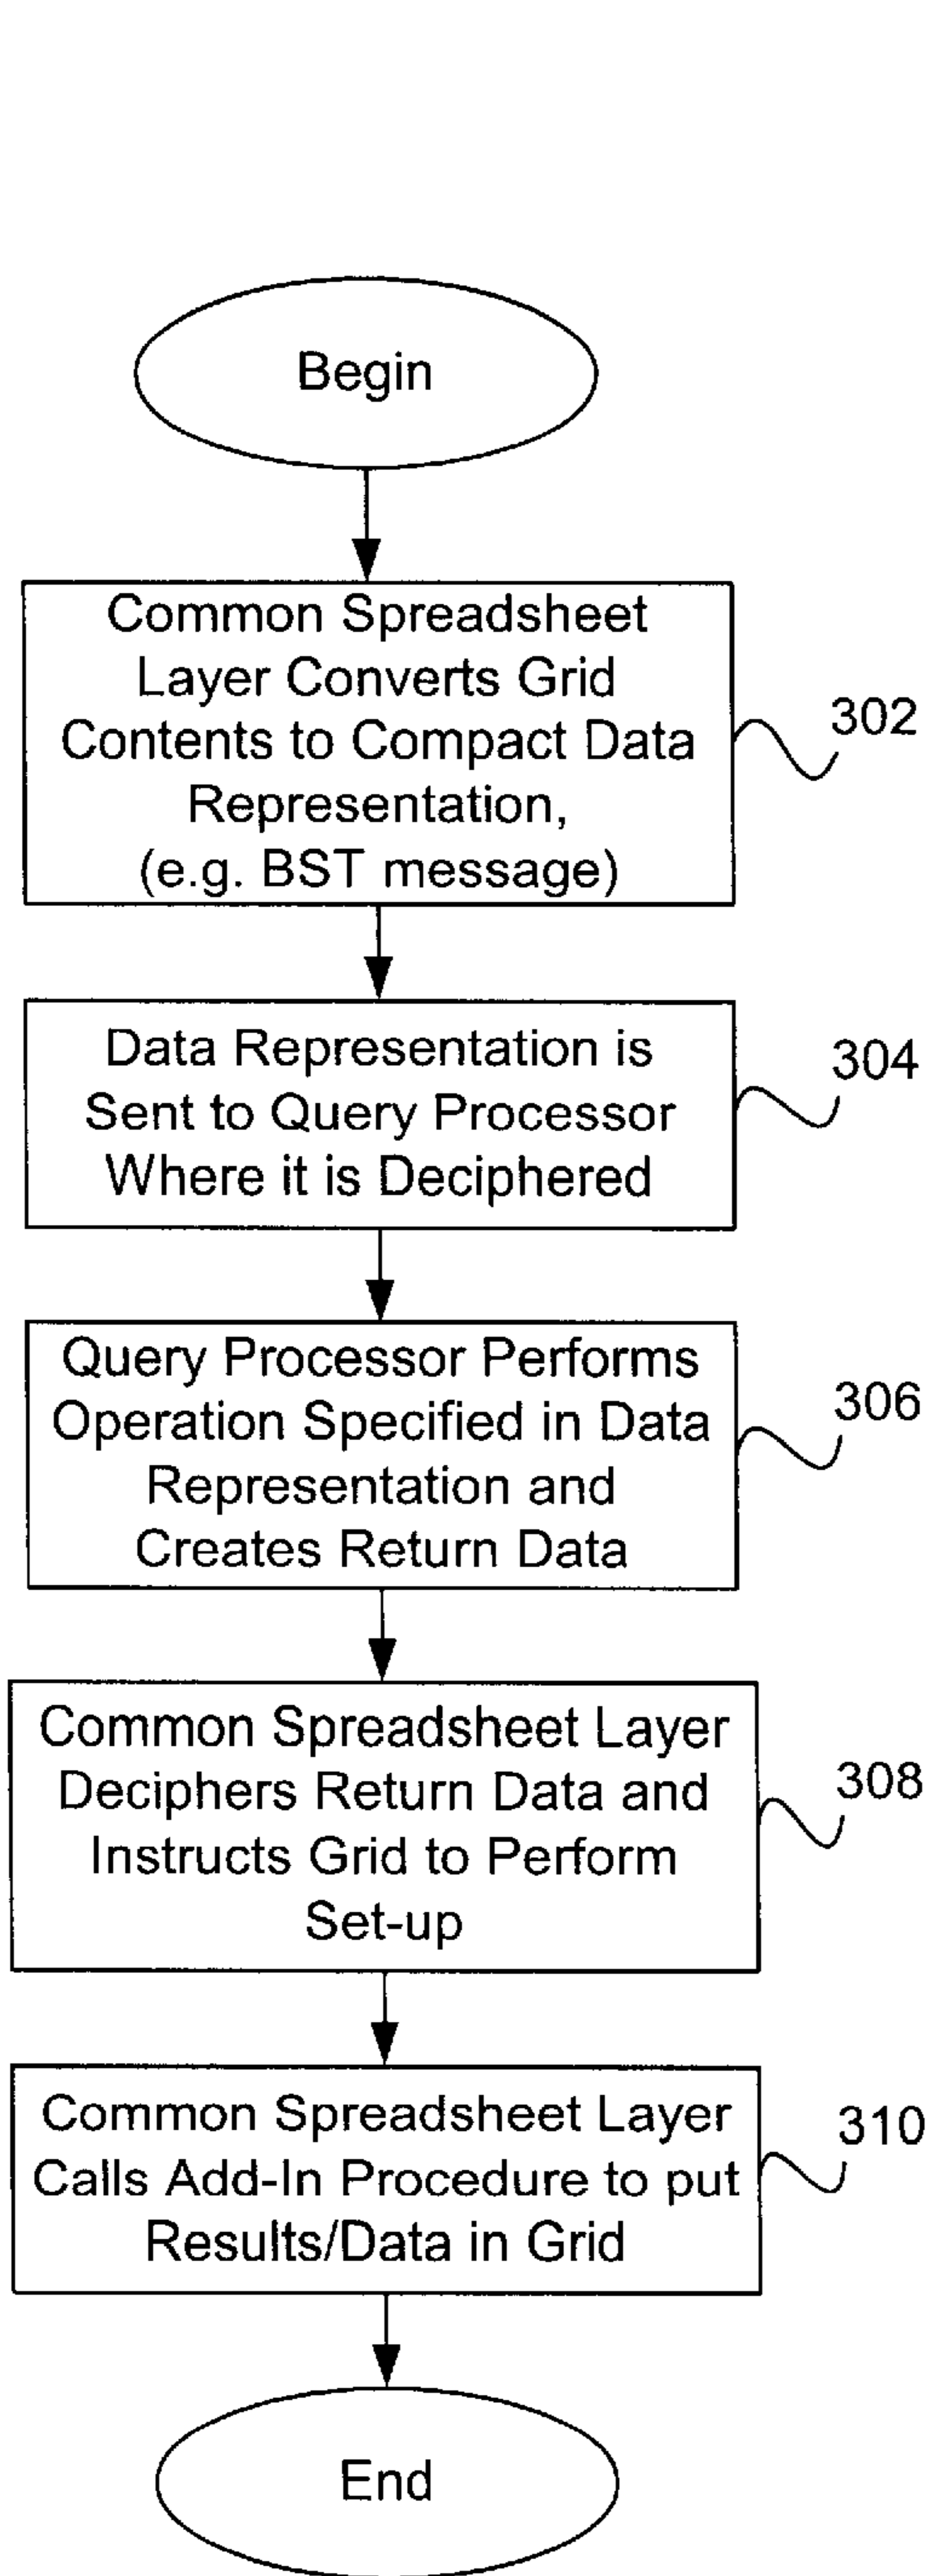 Begin
Common Spreadsheet
Layer Converts Grid
Contents to Compact Data
Representation,
(e.g. BST message)
302
Data Representation is
Sent to Query Processor
Where it is Deciphered
304
Query Processor Performs
Operation Specified in Data
Representation and
Creates Return Data
306
Common Spreadsheet Layer
Deciphers Return Data and
Instructs Grid to Perform
Set-up
308
Common Spreadsheet Layer
Calls Add-In Procedure to put
Results/Data in Grid
310
End